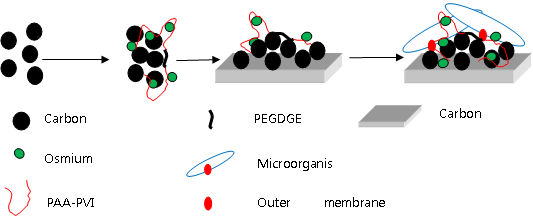 Carbon
PEGDGE
Carbon
Osmium
Microorganis
PAA-PVI
Outer membrane